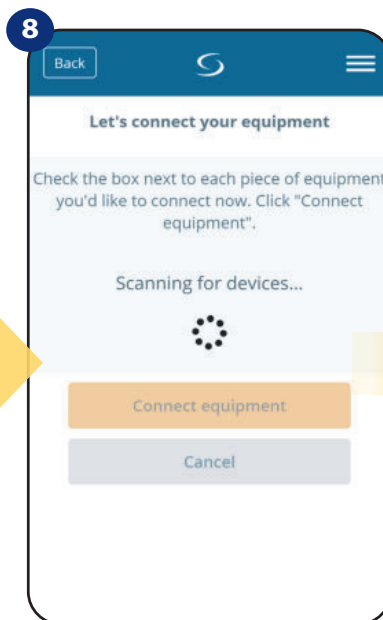 8
Back
Let's connect your equipment
Check the box next to each piece of equipment
you'd like to connect now. Click "Connect
equipment".
Scanning for devices...
Connect equipment
Cancel